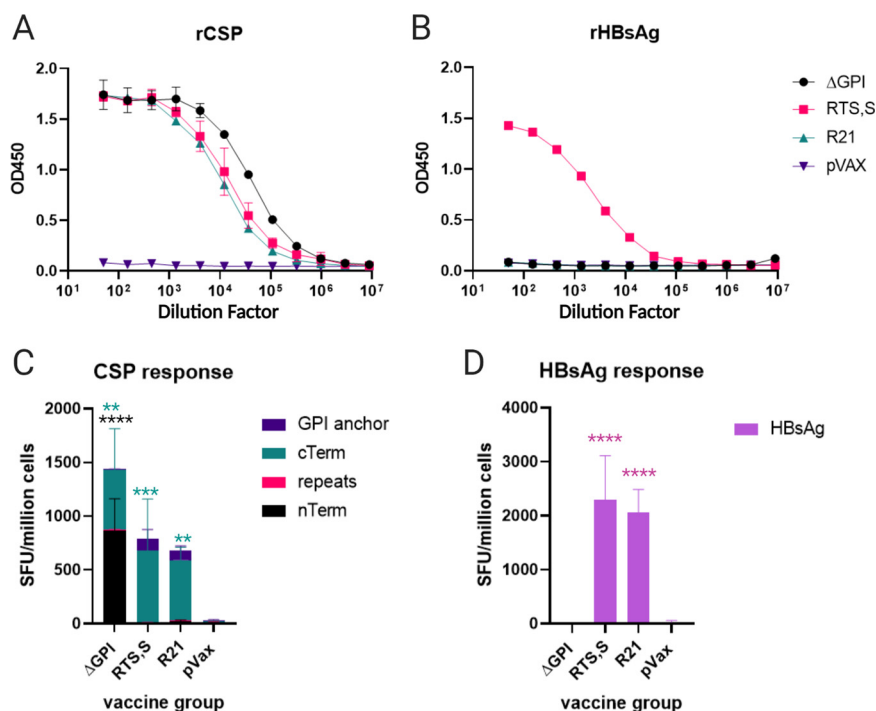 A
rCSP
OD450
2.0
1.5
1.0
0.5
0.0
10¹ 10² 10³ 10⁴ 10⁵ 10⁶ 10⁷
Dilution Factor
B
rHBsAg
OD450
2.0
1.5
1.0
0.5
0.0
10¹ 10² 10³ 10⁴ 10⁵ 10⁶ 10⁷
Dilution Factor
ΔGPI
RTS,S
R21
pVAX
C
CSP response
SFU/million cells
2000
1500
1000
500
0
**
****
***
**
ΔGPI RTS,S R21 pVax
vaccine group
GPI anchor
cTerm
repeats
nTerm
D
HBsAg response
SFU/million cells
4000
3000
2000
1000
0
****
****
ΔGPI RTS,S R21 pVax
vaccine group
HBsAg